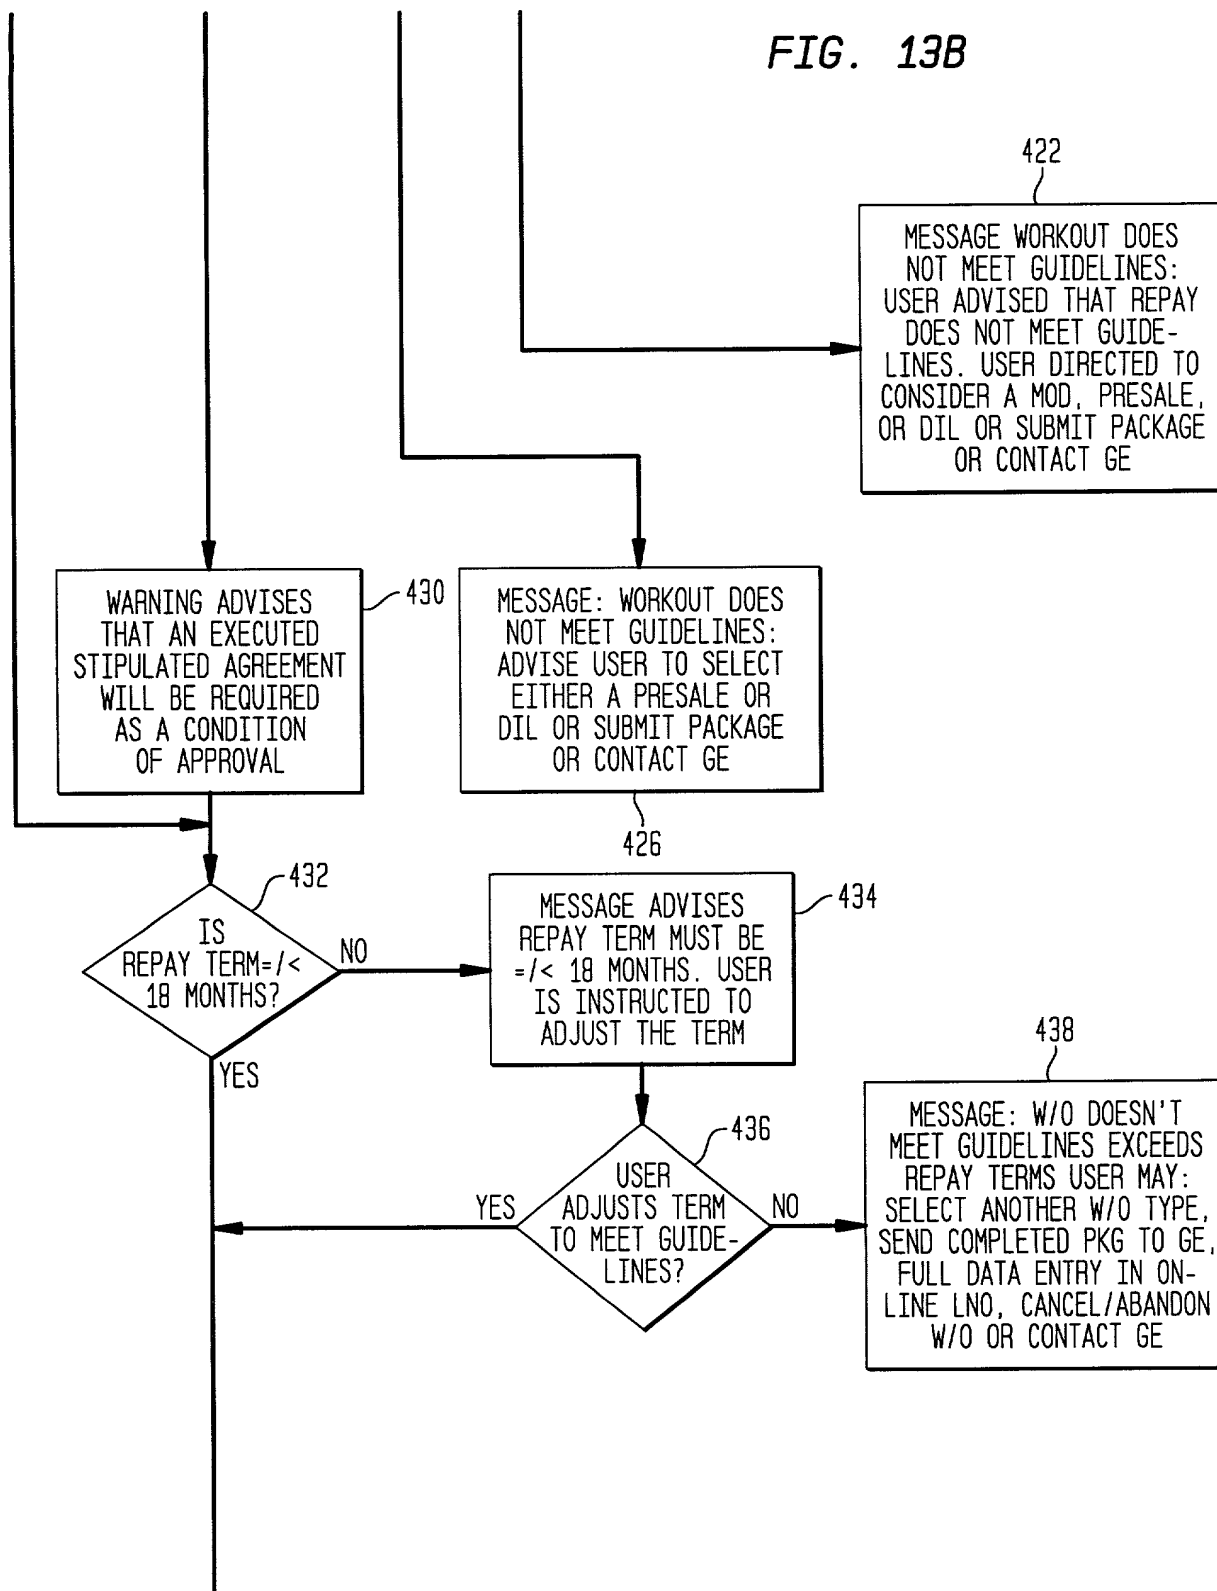 FIG. 13B
422
MESSAGE WORKOUT DOES
NOT MEET GUIDELINES:
USER ADVISED THAT REPAY
DOES NOT MEET GUIDE-
LINES. USER DIRECTED TO
CONSIDER A MOD, PRESALE,
OR DIL OR SUBMIT PACKAGE
OR CONTACT GE
430
WARNING ADVISES
THAT AN EXECUTED
STIPULATED AGREEMENT
WILL BE REQUIRED
AS A CONDITION
OF APPROVAL
MESSAGE: WORKOUT DOES
NOT MEET GUIDELINES:
ADVISE USER TO SELECT
EITHER A PRESALE OR
DIL OR SUBMIT PACKAGE
OR CONTACT GE
426
432
IS
REPAY TERM=/<
18 MONTHS?
NO
YES
434
MESSAGE ADVISES
REPAY TERM MUST BE
=/< 18 MONTHS. USER
IS INSTRUCTED TO
ADJUST THE TERM
436
USER
ADJUSTS TERM
TO MEET GUIDE-
LINES?
YES
NO
438
MESSAGE: W/O DOESN'T
MEET GUIDELINES EXCEEDS
REPAY TERMS USER MAY:
SELECT ANOTHER W/O TYPE,
SEND COMPLETED PKG TO GE,
FULL DATA ENTRY IN ON-
LINE LNO, CANCEL/ABANDON
W/O OR CONTACT GE